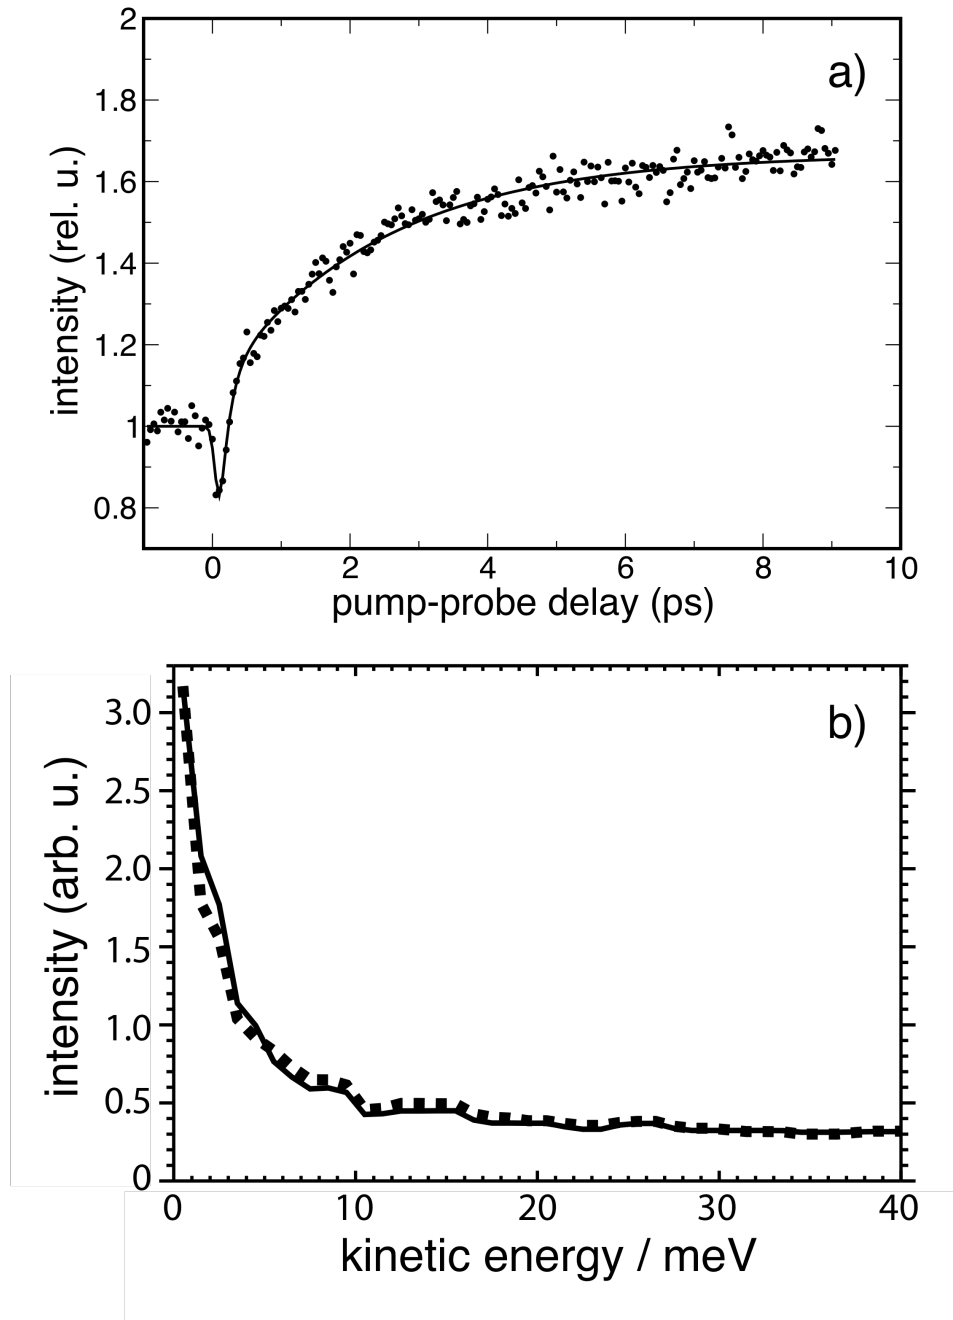 2
1.8
1.6
1.4
1.2
1
0.8
intensity (rel. u.)
a)
0 2 4 6 8 10
pump-probe delay (ps)
3.0
2.5
2.0
1.5
1.0
0.5
0
intensity (arb. u.)
b)
0 10 20 30 40
kinetic energy / meV